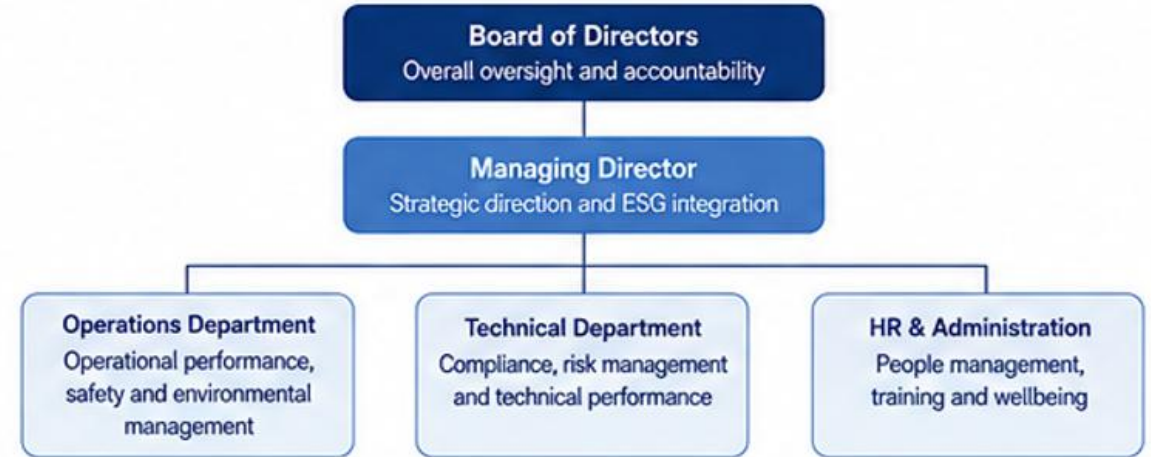 Board of Directors
Overall oversight and accountability
Managing Director
Strategic direction and ESG integration
Operations Department
Operational performance,
safety and environmental
management
Technical Department
Compliance, risk management
and technical performance
HR & Administration
People management,
training and wellbeing